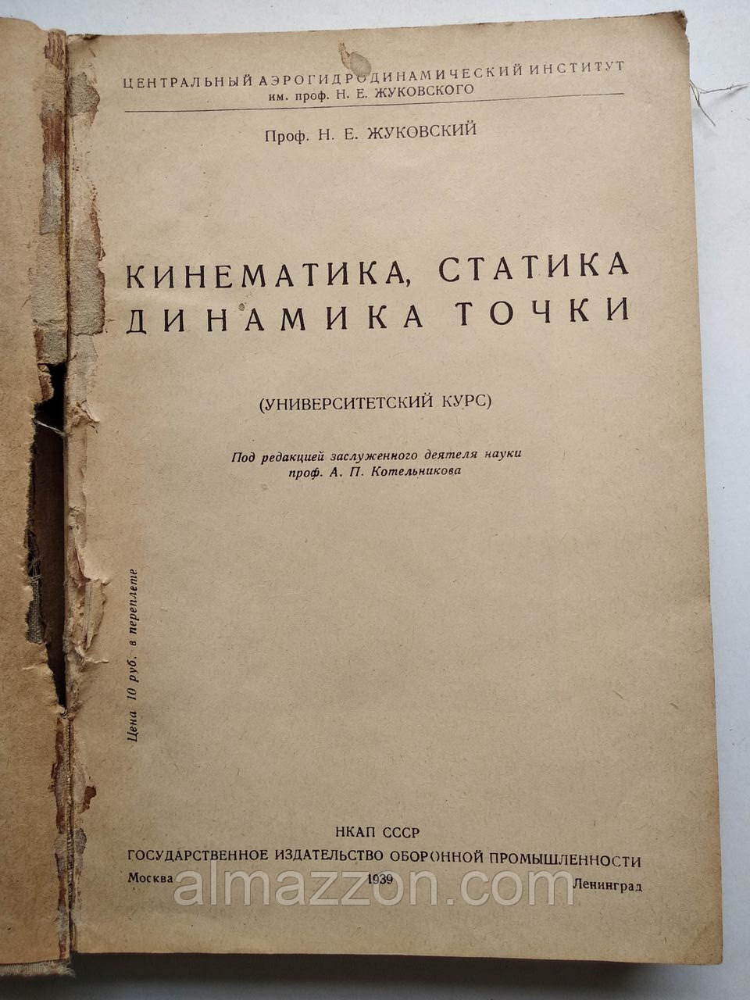 ЦЕНТРАЛЬНЫЙ АЭРОГИДРОДИНАМИЧЕСКИЙ ИНСТИТУТ
им. проф. Н. Е. ЖУКОВСКОГО
Проф. Н. Е. ЖУКОВСКИЙ
КИНЕМАТИКА, СТАТИКА
ДИНАМИКА ТОЧКИ
(УНИВЕРСИТЕТСКИЙ КУРС)
Под редакцией заслуженного деятеля науки
проф. А. П. Котельникова
Цена 10 руб. в переплете
НКАП СССР
ГОСУДАРСТВЕННОЕ ИЗДАТЕЛЬСТВО ОБОРОННОЙ ПРОМЫШЛЕННОСТИ
Москва 1939 Ленинград
almazzon.com